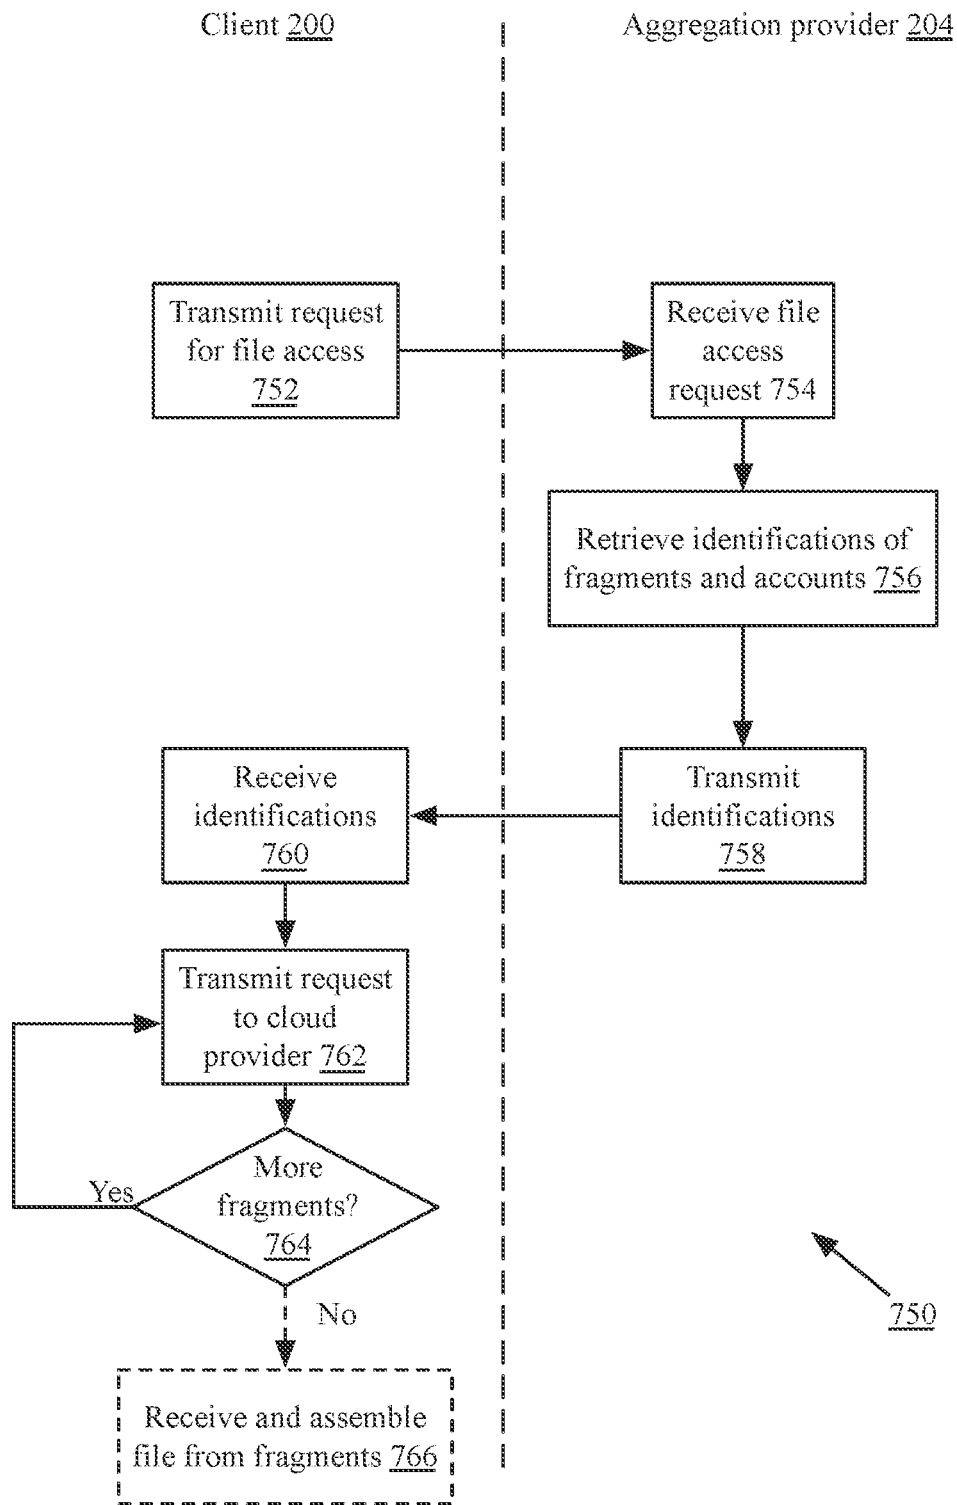 Client 200
Aggregation provider 204
Transmit request
for file access
752
Receive file
access
request 754
Retrieve identifications of
fragments and accounts 756
Transmit
identifications
758
Receive
identifications
760
Transmit request
to cloud
provider 762
More
fragments?
764
Yes
No
750
Receive and assemble
file from fragments 766